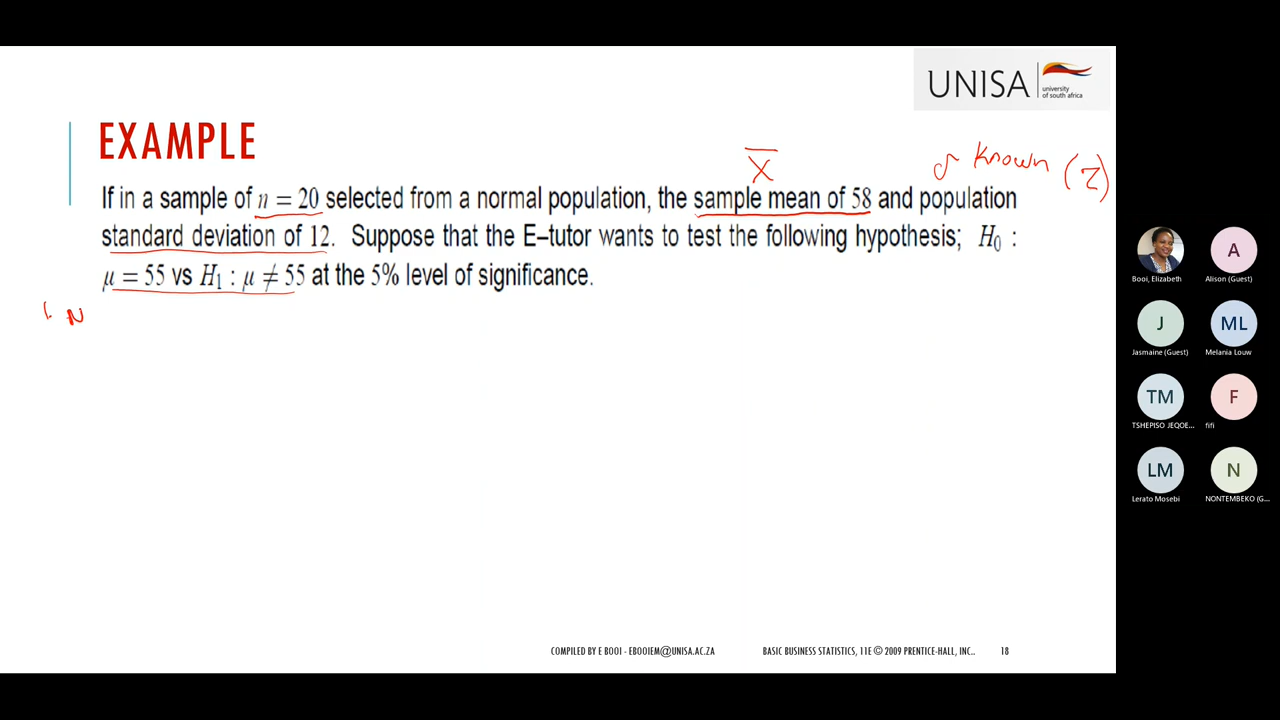 UNISA
university
of south africa
EXAMPLE
X
σ known (Z)
If in a sample of n = 20 selected from a normal population, the sample mean of 58 and population
standard deviation of 12. Suppose that the E–tutor wants to test the following hypothesis; H₀ :
μ = 55 vs H₁ : μ ≠ 55 at the 5% level of significance.
N
COMPILED BY E BOOI - EBOOIEM@UNISA.AC.ZA
BASIC BUSINESS STATISTICS, 11E © 2009 PRENTICE-HALL, INC..
18
Booi, Elizabeth
A
Alison (Guest)
J
Jasmaine (Guest)
ML
Melania Louw
TM
TSHEPISO JEQOE...
F
fifi
LM
Lerato Mosebi
N
NONTEMBEKO (G...